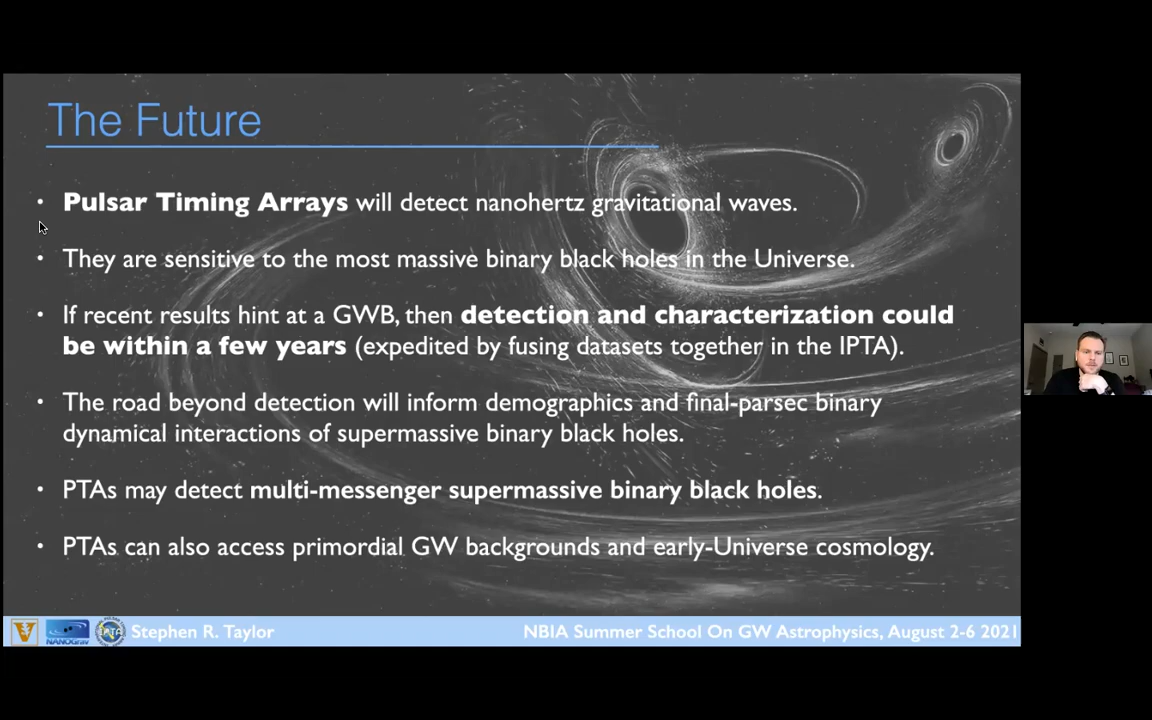 The Future
• Pulsar Timing Arrays will detect nanohertz gravitational waves.
• They are sensitive to the most massive binary black holes in the Universe.
• If recent results hint at a GWB, then detection and characterization could
be within a few years (expedited by fusing datasets together in the IPTA).
• The road beyond detection will inform demographics and final-parsec binary
dynamical interactions of supermassive binary black holes.
• PTAs may detect multi-messenger supermassive binary black holes.
• PTAs can also access primordial GW backgrounds and early-Universe cosmology.
V NANOGrav IPTA Stephen R. Taylor
NBIA Summer School On GW Astrophysics, August 2-6 2021